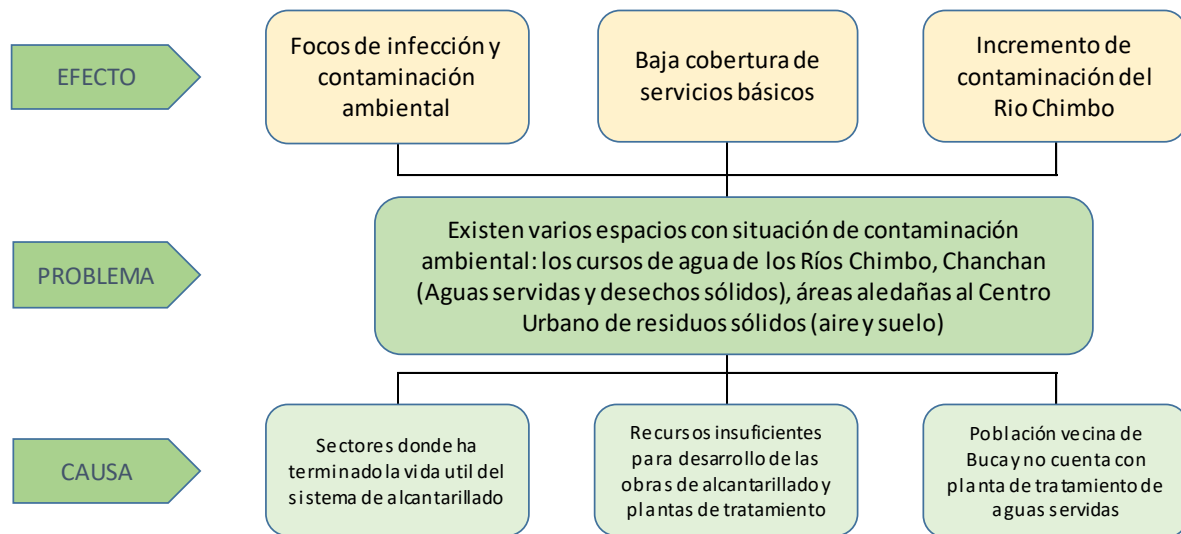 EFECTO
Focos de infección y
contaminación
ambiental
Baja cobertura de
servicios básicos
Incremento de
contaminación del
Rio Chimbo
PROBLEMA
Existen varios espacios con situación de contaminación
ambiental: los cursos de agua de los Ríos Chimbo, Chanchan
(Aguas servidas y desechos sólidos), áreas aledañas al Centro
Urbano de residuos sólidos (aire y suelo)
CAUSA
Sectores donde ha
terminado la vida util del
sistema de alcantarillado
Recursos insuficientes
para desarrollo de las
obras de alcantarillado y
plantas de tratamiento
Población vecina de
Bucay no cuenta con
planta de tratamiento de
aguas servidas